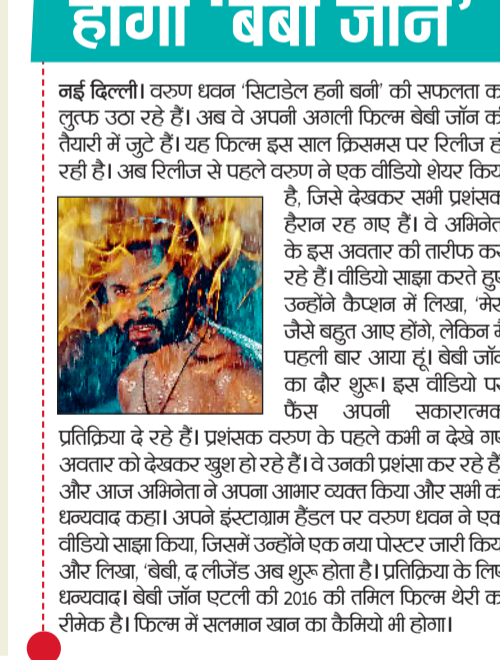 होगा 'बेबी जॉन'
नई दिल्ली। वरुण धवन 'सिटाडेल हनी बनी' की सफलता क
लुत्फ उठा रहे हैं। अब वे अपनी अगली फिल्म बेबी जॉन क
तैयारी में जुटे हैं। यह फिल्म इस साल क्रिसमस पर रिलीज ह
रही है। अब रिलीज से पहले वरुण ने एक वीडियो शेयर किय
है, जिसे देखकर सभी प्रशंसक
हैरान रह गए हैं। वे अभिनेत
के इस अवतार की तारीफ कर
रहे हैं। वीडियो साझा करते हुए
उन्होंने कैप्शन में लिखा, 'मेर
जैसे बहुत आए होंगे, लेकिन मै
पहली बार आया हूं। बेबी जॉन
का दौर शुरू। इस वीडियो पर
फैंस अपनी सकारात्मक
प्रतिक्रिया दे रहे हैं। प्रशंसक वरुण के पहले कभी न देखे गए
अवतार को देखकर खुश हो रहे हैं। वे उनकी प्रशंसा कर रहे हैं
और आज अभिनेता ने अपना आभार व्यक्त किया और सभी क
धन्यवाद कहा। अपने इंस्टाग्राम हैंडल पर वरुण धवन ने एक
वीडियो साझा किया, जिसमें उन्होंने एक नया पोस्टर जारी किय
और लिखा, 'बेबी, द लीजेंड अब शुरू होता है। प्रतिक्रिया के लिए
धन्यवाद। बेबी जॉन एटली की 2016 की तमिल फिल्म थेरी क
रीमेक है। फिल्म में सलमान खान का कैमियो भी होगा।